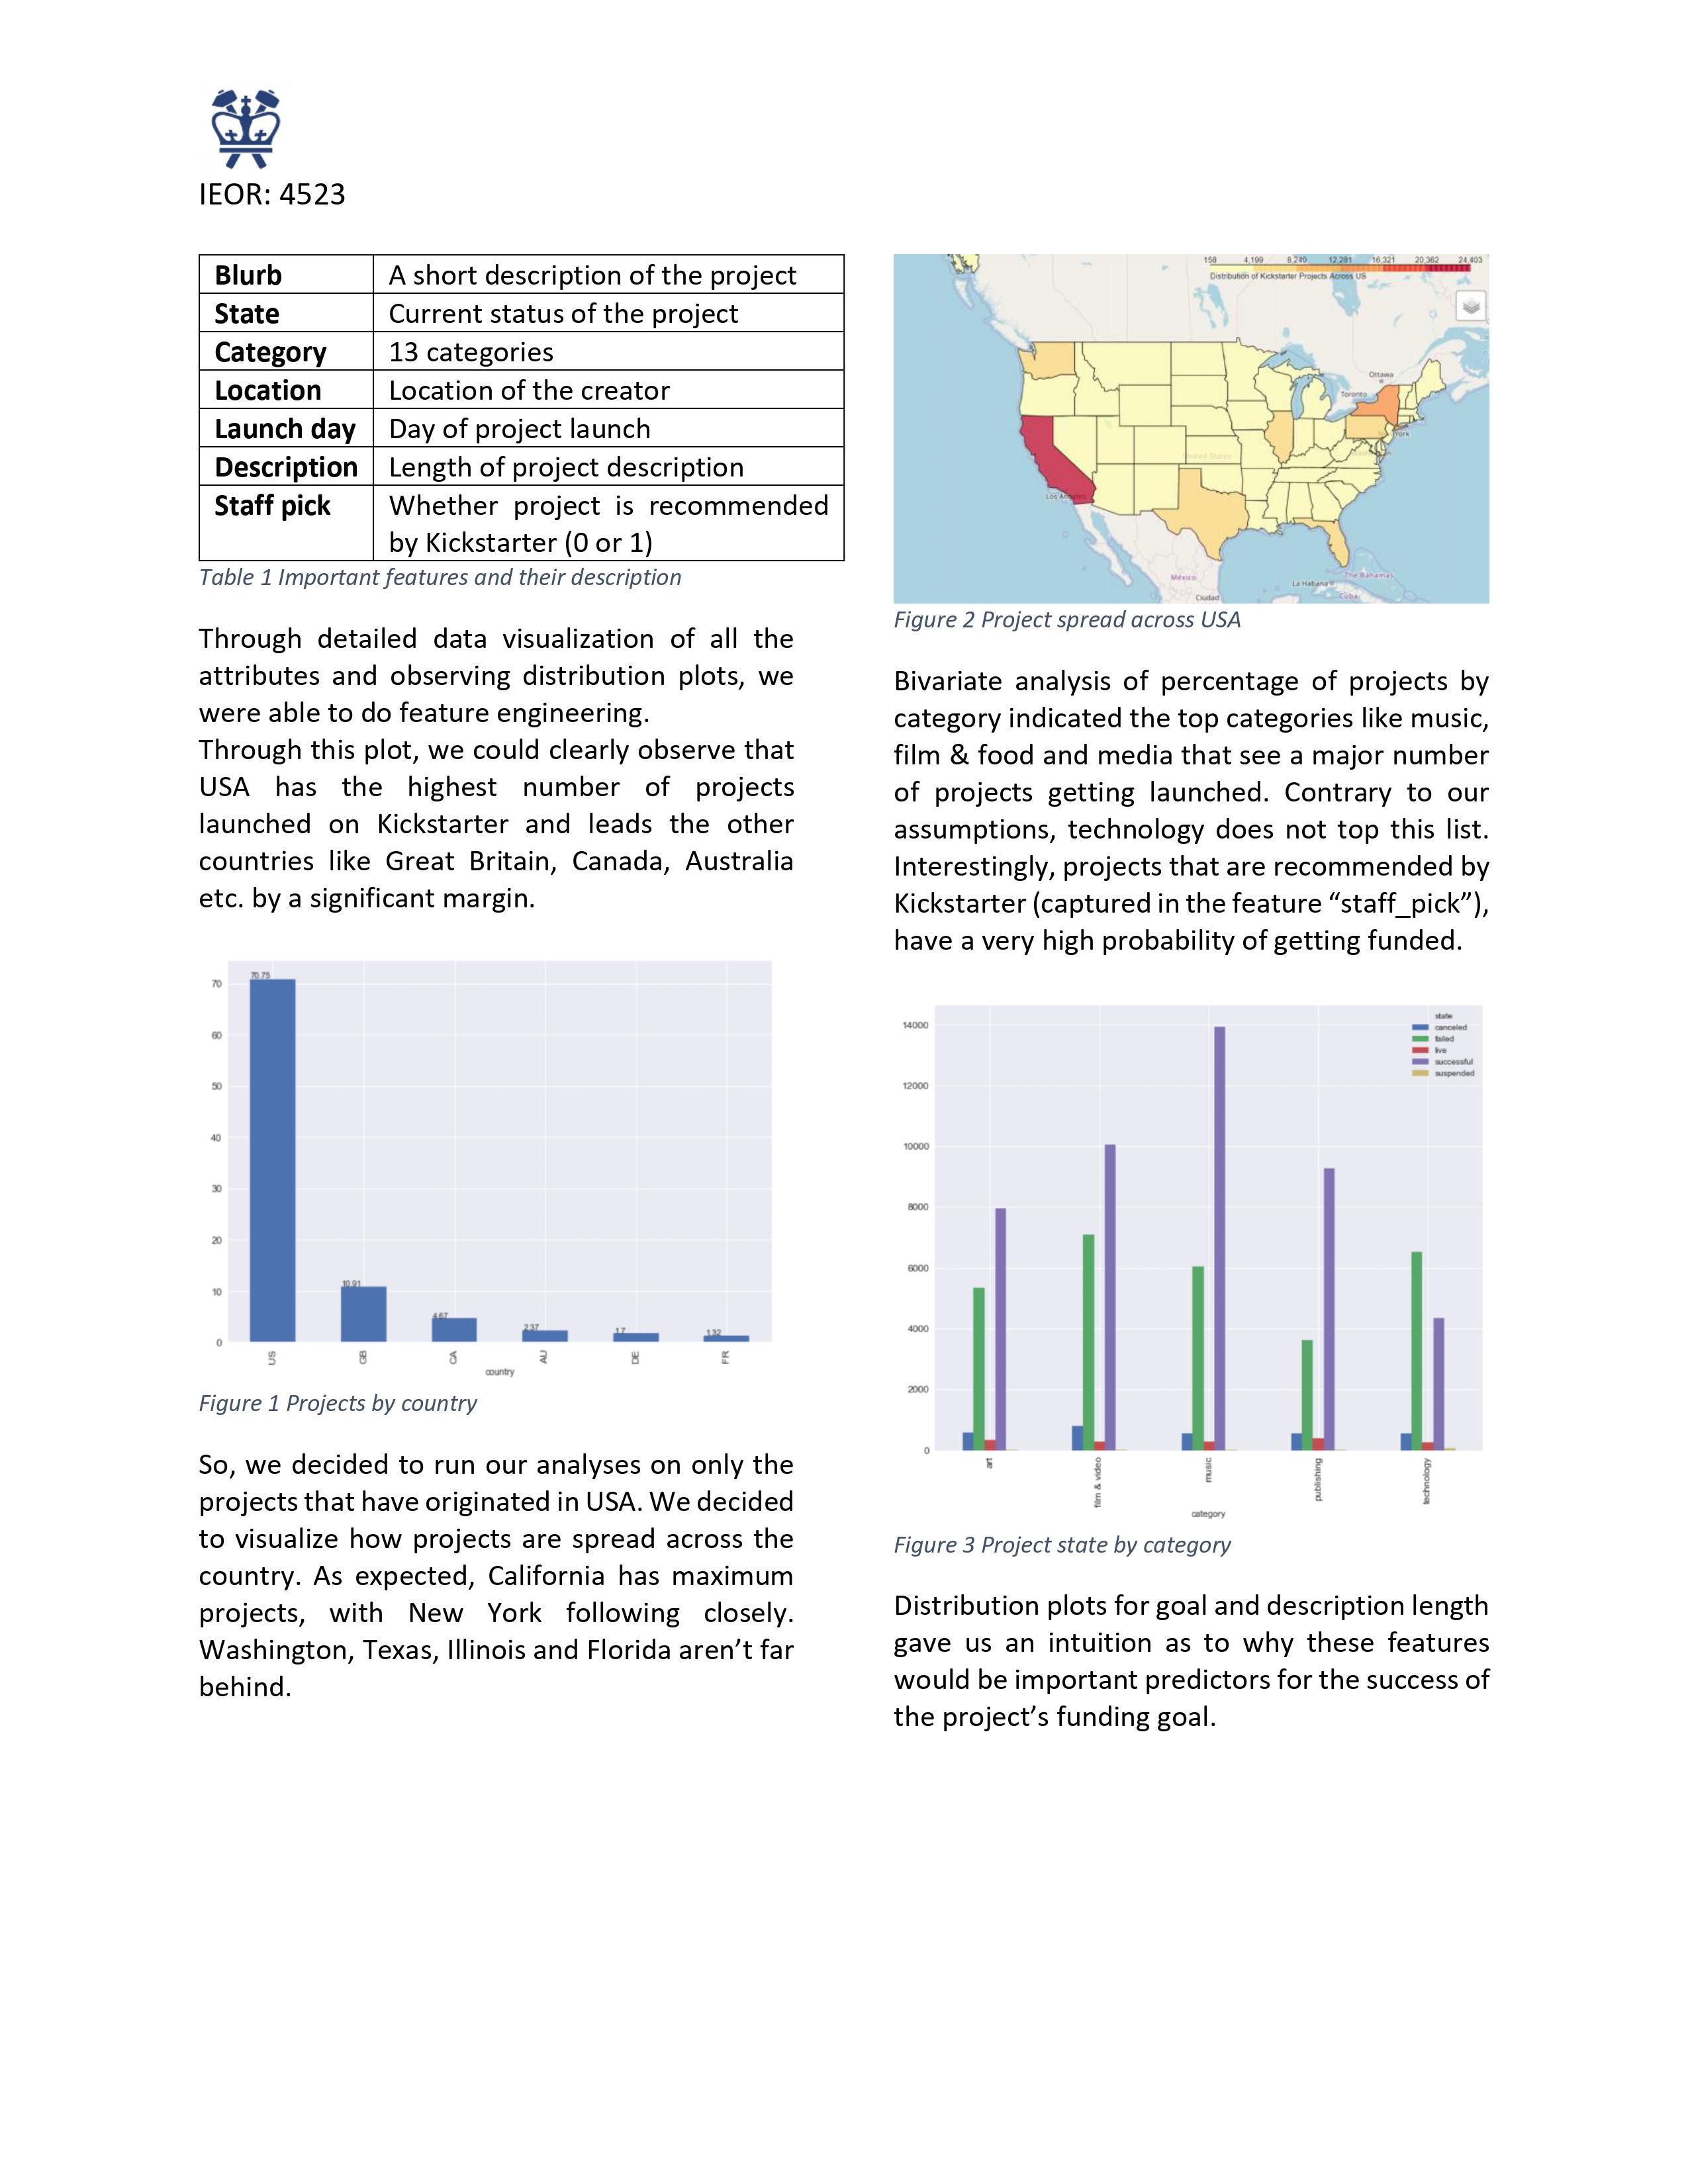 IEOR: 4523
Blurb A short description of the project
State Current status of the project
Category 13 categories
Location Location of the creator
Launch day Day of project launch
Description Length of project description
Staff pick Whether project is recommended
by Kickstarter (0 or 1)
Table 1 Important features and their description
Through detailed data visualization of all the
attributes and observing distribution plots, we
were able to do feature engineering.
Through this plot, we could clearly observe that
USA has the highest number of projects
launched on Kickstarter and leads the other
countries like Great Britain, Canada, Australia
etc. by a significant margin.
70
60
50
40
30
20
10
0
70.75
10.91
4.67
2.37
1.7
1.32
US
GB
CA
AU
DE
FR
country
Figure 1 Projects by country
So, we decided to run our analyses on only the
projects that have originated in USA. We decided
to visualize how projects are spread across the
country. As expected, California has maximum
projects, with New York following closely.
Washington, Texas, Illinois and Florida aren’t far
behind.
158 4,199 8,240 12,281 16,321 20,362 24,403
Distribution of Kickstarter Projects Across US
Ottawa
Toronto
York
United States
Los Angeles
México
La Habana
The Bahamas
Cuba
Ciudad
Figure 2 Project spread across USA
Bivariate analysis of percentage of projects by
category indicated the top categories like music,
film & food and media that see a major number
of projects getting launched. Contrary to our
assumptions, technology does not top this list.
Interestingly, projects that are recommended by
Kickstarter (captured in the feature “staff_pick”),
have a very high probability of getting funded.
14000
12000
10000
8000
6000
4000
2000
0
state
canceled
failed
live
successful
suspended
art
film & video
music
publishing
technology
category
Figure 3 Project state by category
Distribution plots for goal and description length
gave us an intuition as to why these features
would be important predictors for the success of
the project’s funding goal.